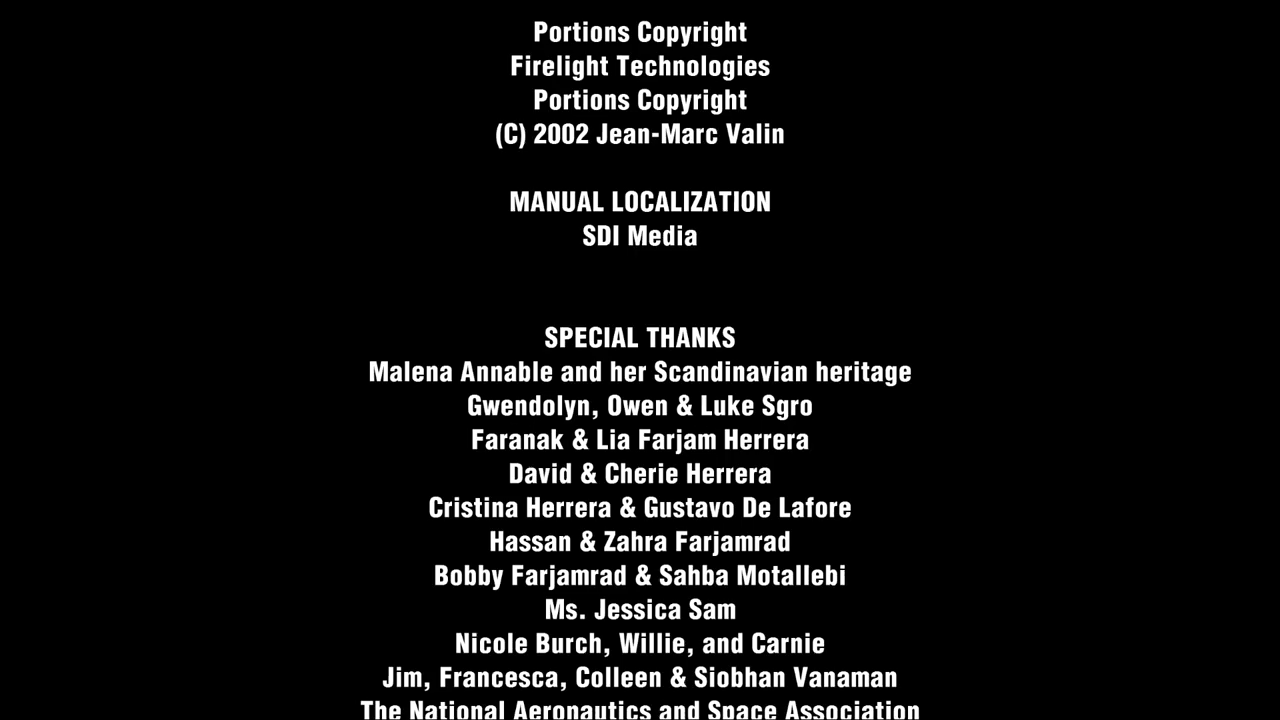 Portions Copyright
Firelight Technologies
Portions Copyright
(C) 2002 Jean-Marc Valin
MANUAL LOCALIZATION
SDI Media
SPECIAL THANKS
Malena Annable and her Scandinavian heritage
Gwendolyn, Owen & Luke Sgro
Faranak & Lia Farjam Herrera
David & Cherie Herrera
Cristina Herrera & Gustavo De Lafore
Hassan & Zahra Farjamrad
Bobby Farjamrad & Sahba Motallebi
Ms. Jessica Sam
Nicole Burch, Willie, and Carnie
Jim, Francesca, Colleen & Siobhan Vanaman
The National Aeronautics and Space Association